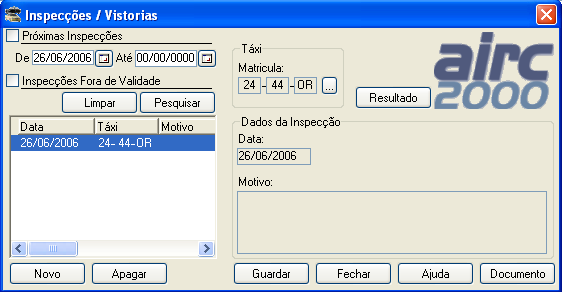 Inspecções / Vistorias
Próximas Inspecções
De 26/06/2006 Até 00/00/0000
Inspecções Fora de Validade
Limpar Pesquisar
Data Táxi Motivo
26/06/2006 24- 44-OR
Novo Apagar
Táxi
Matricula:
24 - 44 - OR ...
Resultado
airc
2000
Dados da Inspecção
Data:
26/06/2006
Motivo:
Guardar Fechar Ajuda Documento